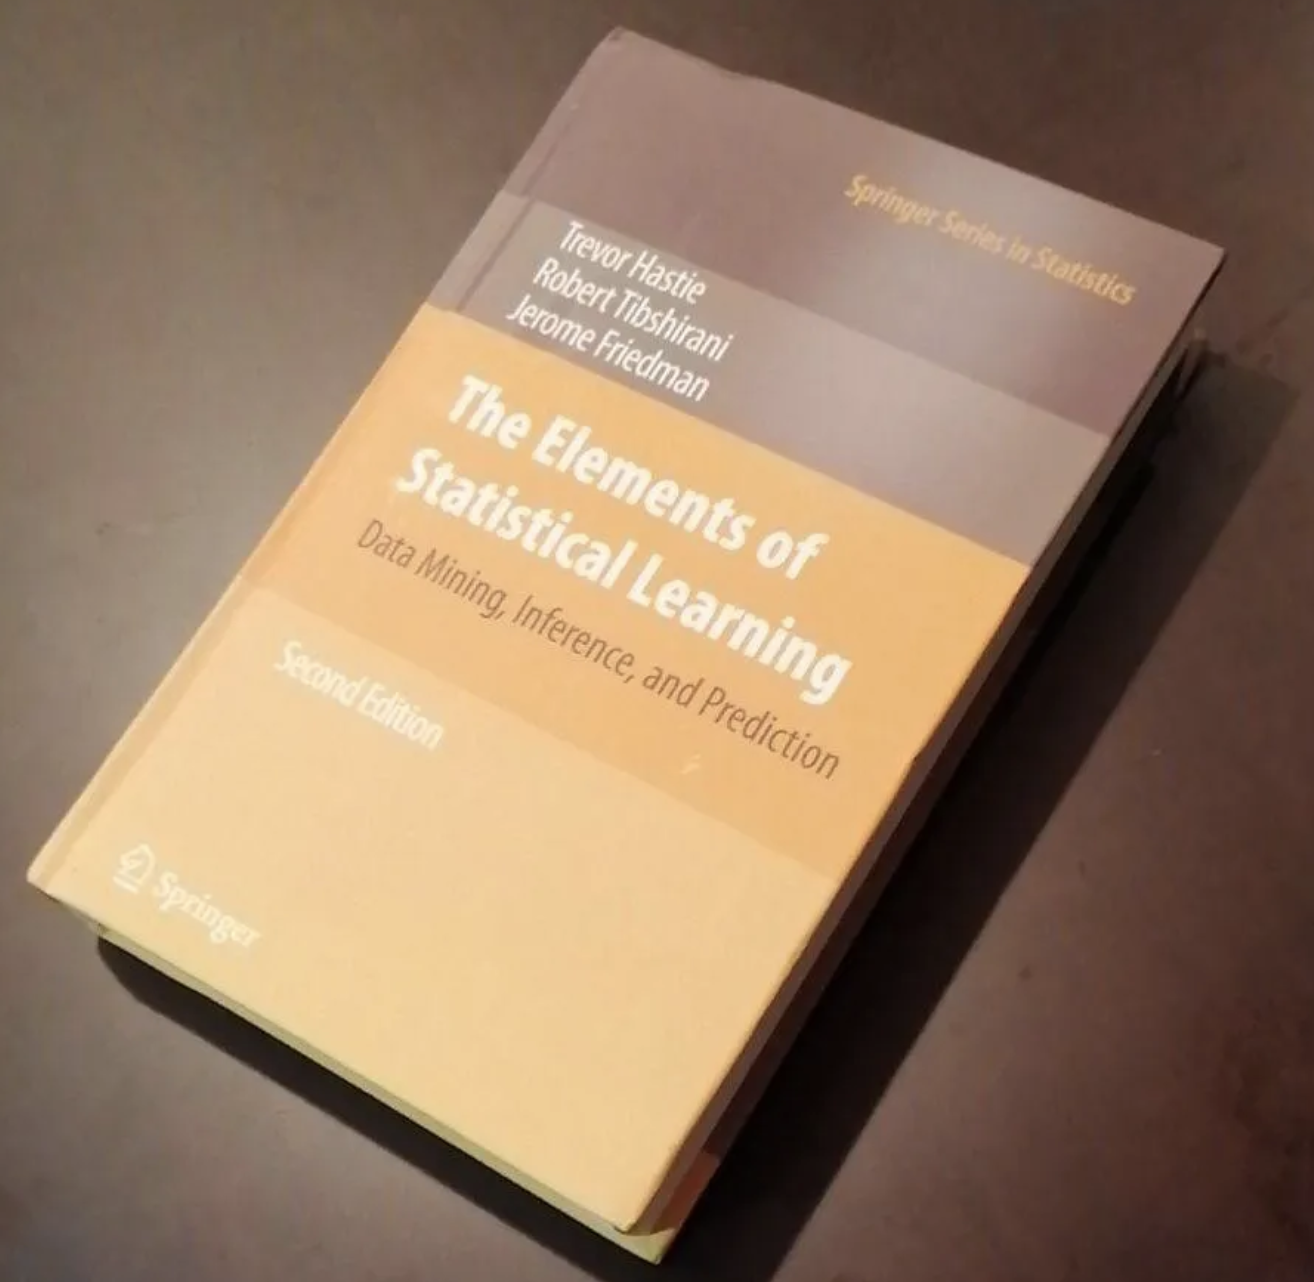 Springer Series in Statistics
Trevor Hastie
Robert Tibshirani
Jerome Friedman
The Elements of
Statistical Learning
Data Mining, Inference, and Prediction
Second Edition
Springer